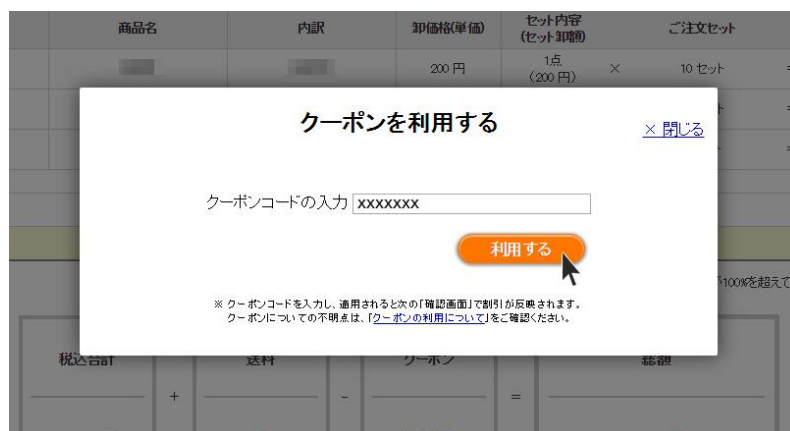 商品名 内訳 卸価格(単価) セット内容 ご注文セット
(セット卸額)
200 円 1点 × 10 セット =
(200 円)
クーポンを利用する
× 閉じる
クーポンコードの入力 xxxxxxx
利用する
100%を超えて
※ クーポンコードを入力し、適用されると次の「確認画面」で割引が反映されます。
クーポンについての不明点は、「クーポンの利用について」をご確認ください。
税込合計 送料 クーポン 総額
+ - =